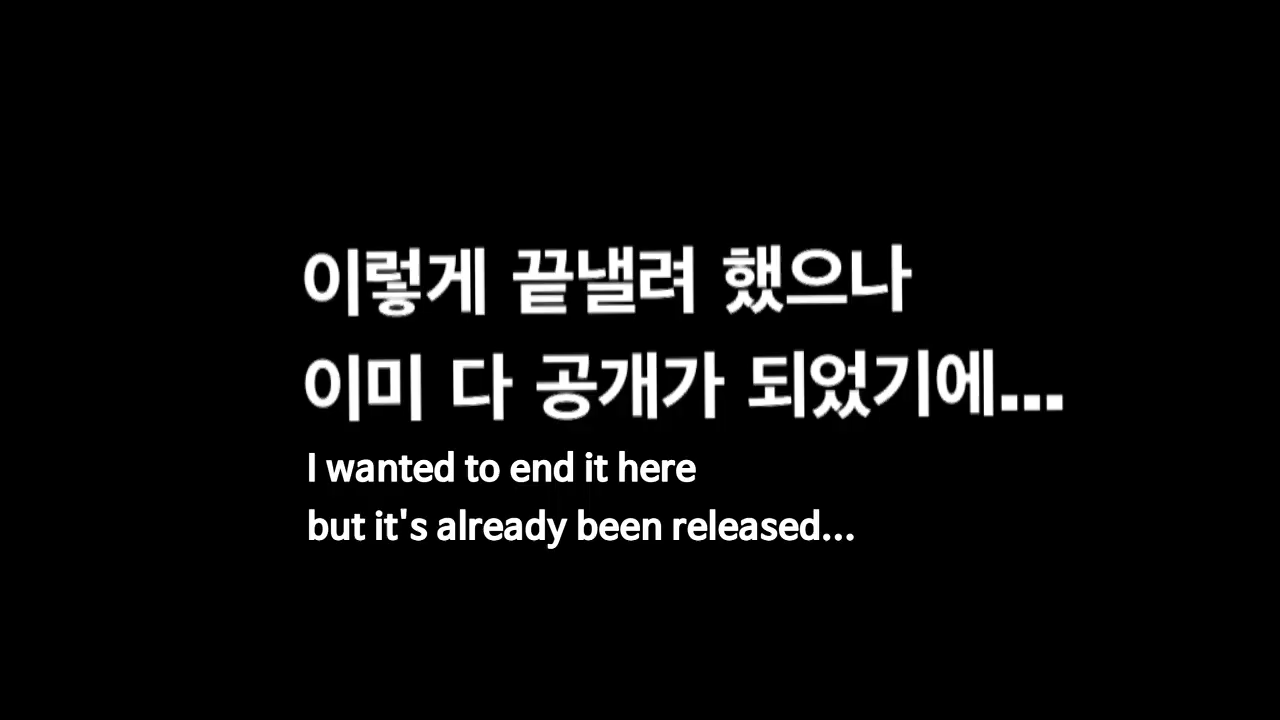 이렇게 끝낼려 했으나
이미 다 공개가 되었기에...
I wanted to end it here
but it's already been released...